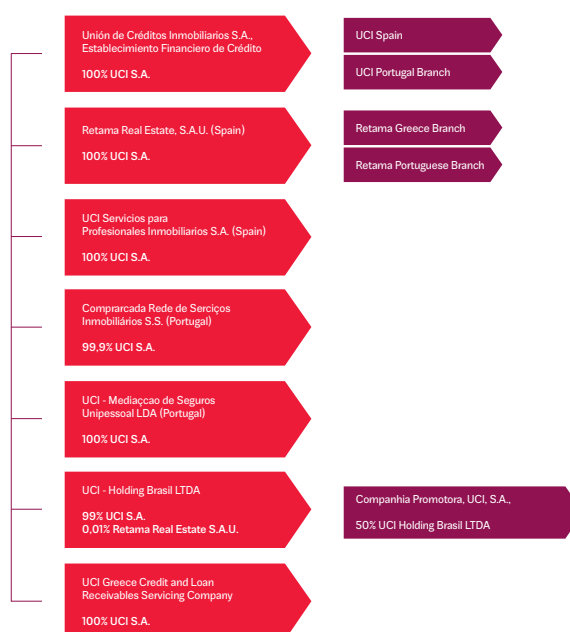 Unión de Créditos Inmobiliarios S.A.,
Establecimiento Financiero de Crédito
100% UCI S.A.
UCI Spain
UCI Portugal Branch
Retama Real Estate, S.A.U. (Spain)
100% UCI S.A.
Retama Greece Branch
Retama Portuguese Branch
UCI Servicios para
Profesionales Inmobiliarios S.A. (Spain)
100% UCI S.A.
Comprarcada Rede de Serciços
Inmobiliários S.S. (Portugal)
99,9% UCI S.A.
UCI - Mediaçcao de Seguros
Unipessoal LDA (Portugal)
100% UCI S.A.
UCI - Holding Brasil LTDA
99% UCI S.A.
0,01% Retama Real Estate S.A.U.
Companhia Promotora, UCI, S.A.,
50% UCI Holding Brasil LTDA
UCI Greece Credit and Loan
Receivables Servicing Company
100% UCI S.A.